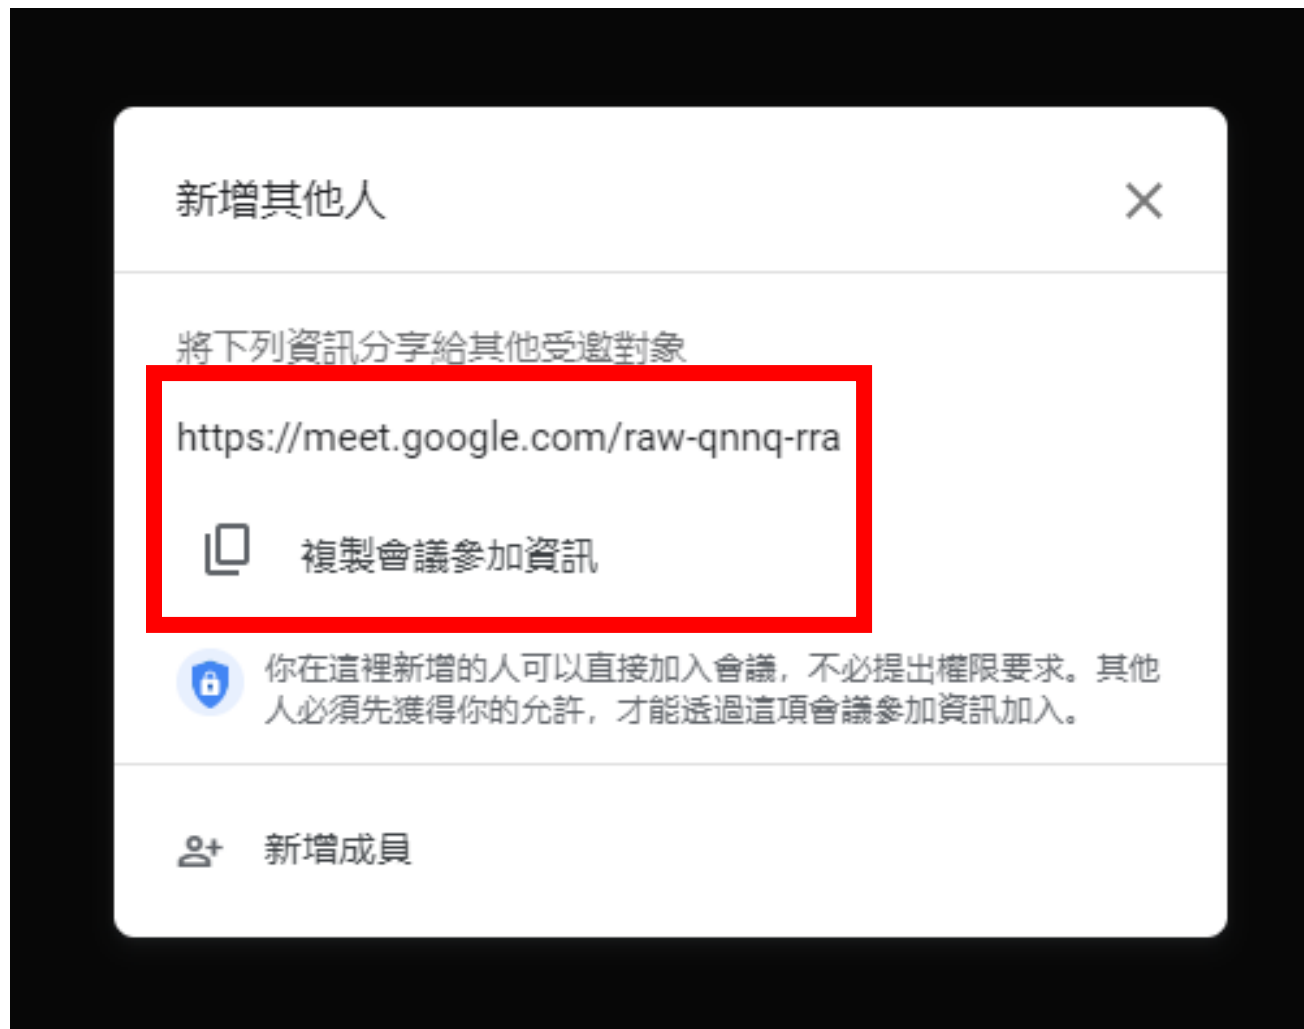 新增其他人
將下列資訊分享給其他受邀對象
https://meet.google.com/raw-qnnq-rra
複製會議參加資訊
你在這裡新增的人可以直接加入會議，不必提出權限要求。其他
人必須先獲得你的允許，才能透過這項會議參加資訊加入。
新增成員